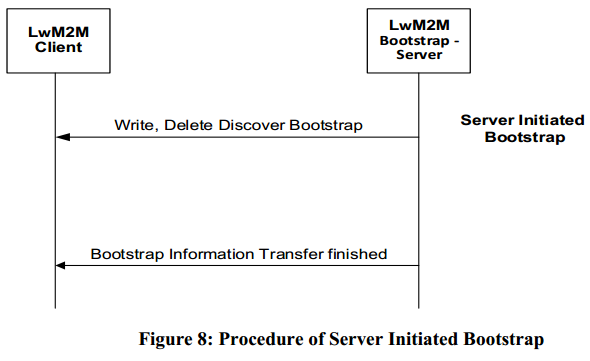 LwM2M
Client
LwM2M
Bootstrap -
Server
Write, Delete Discover Bootstrap
Server Initiated
Bootstrap
Bootstrap Information Transfer finished
Figure 8: Procedure of Server Initiated Bootstrap